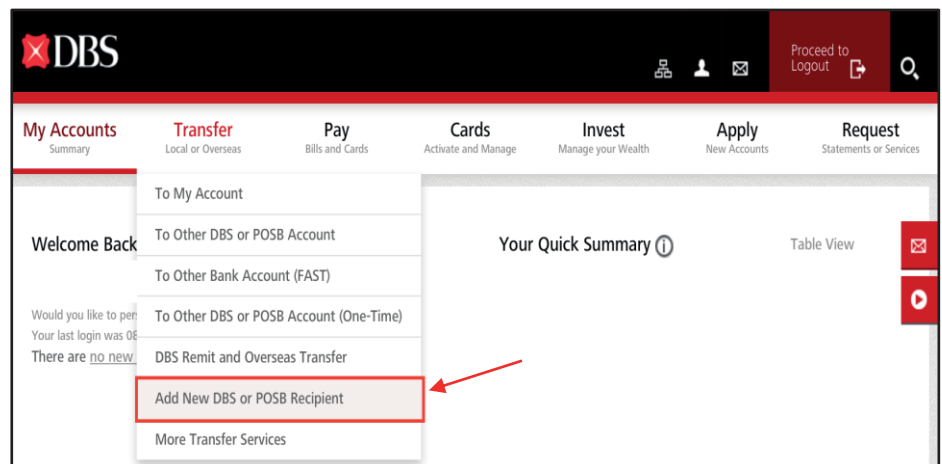 DBS
Proceed to
Logout
My Accounts
Summary
Transfer
Local or Overseas
Pay
Bills and Cards
Cards
Activate and Manage
Invest
Manage your Wealth
Apply
New Accounts
Request
Statements or Services
To My Account
To Other DBS or POSB Account
To Other Bank Account (FAST)
To Other DBS or POSB Account (One-Time)
DBS Remit and Overseas Transfer
Add New DBS or POSB Recipient
More Transfer Services
Welcome Back
Your Quick Summary
Table View
Would you like to per
Your last login was 08
There are no new